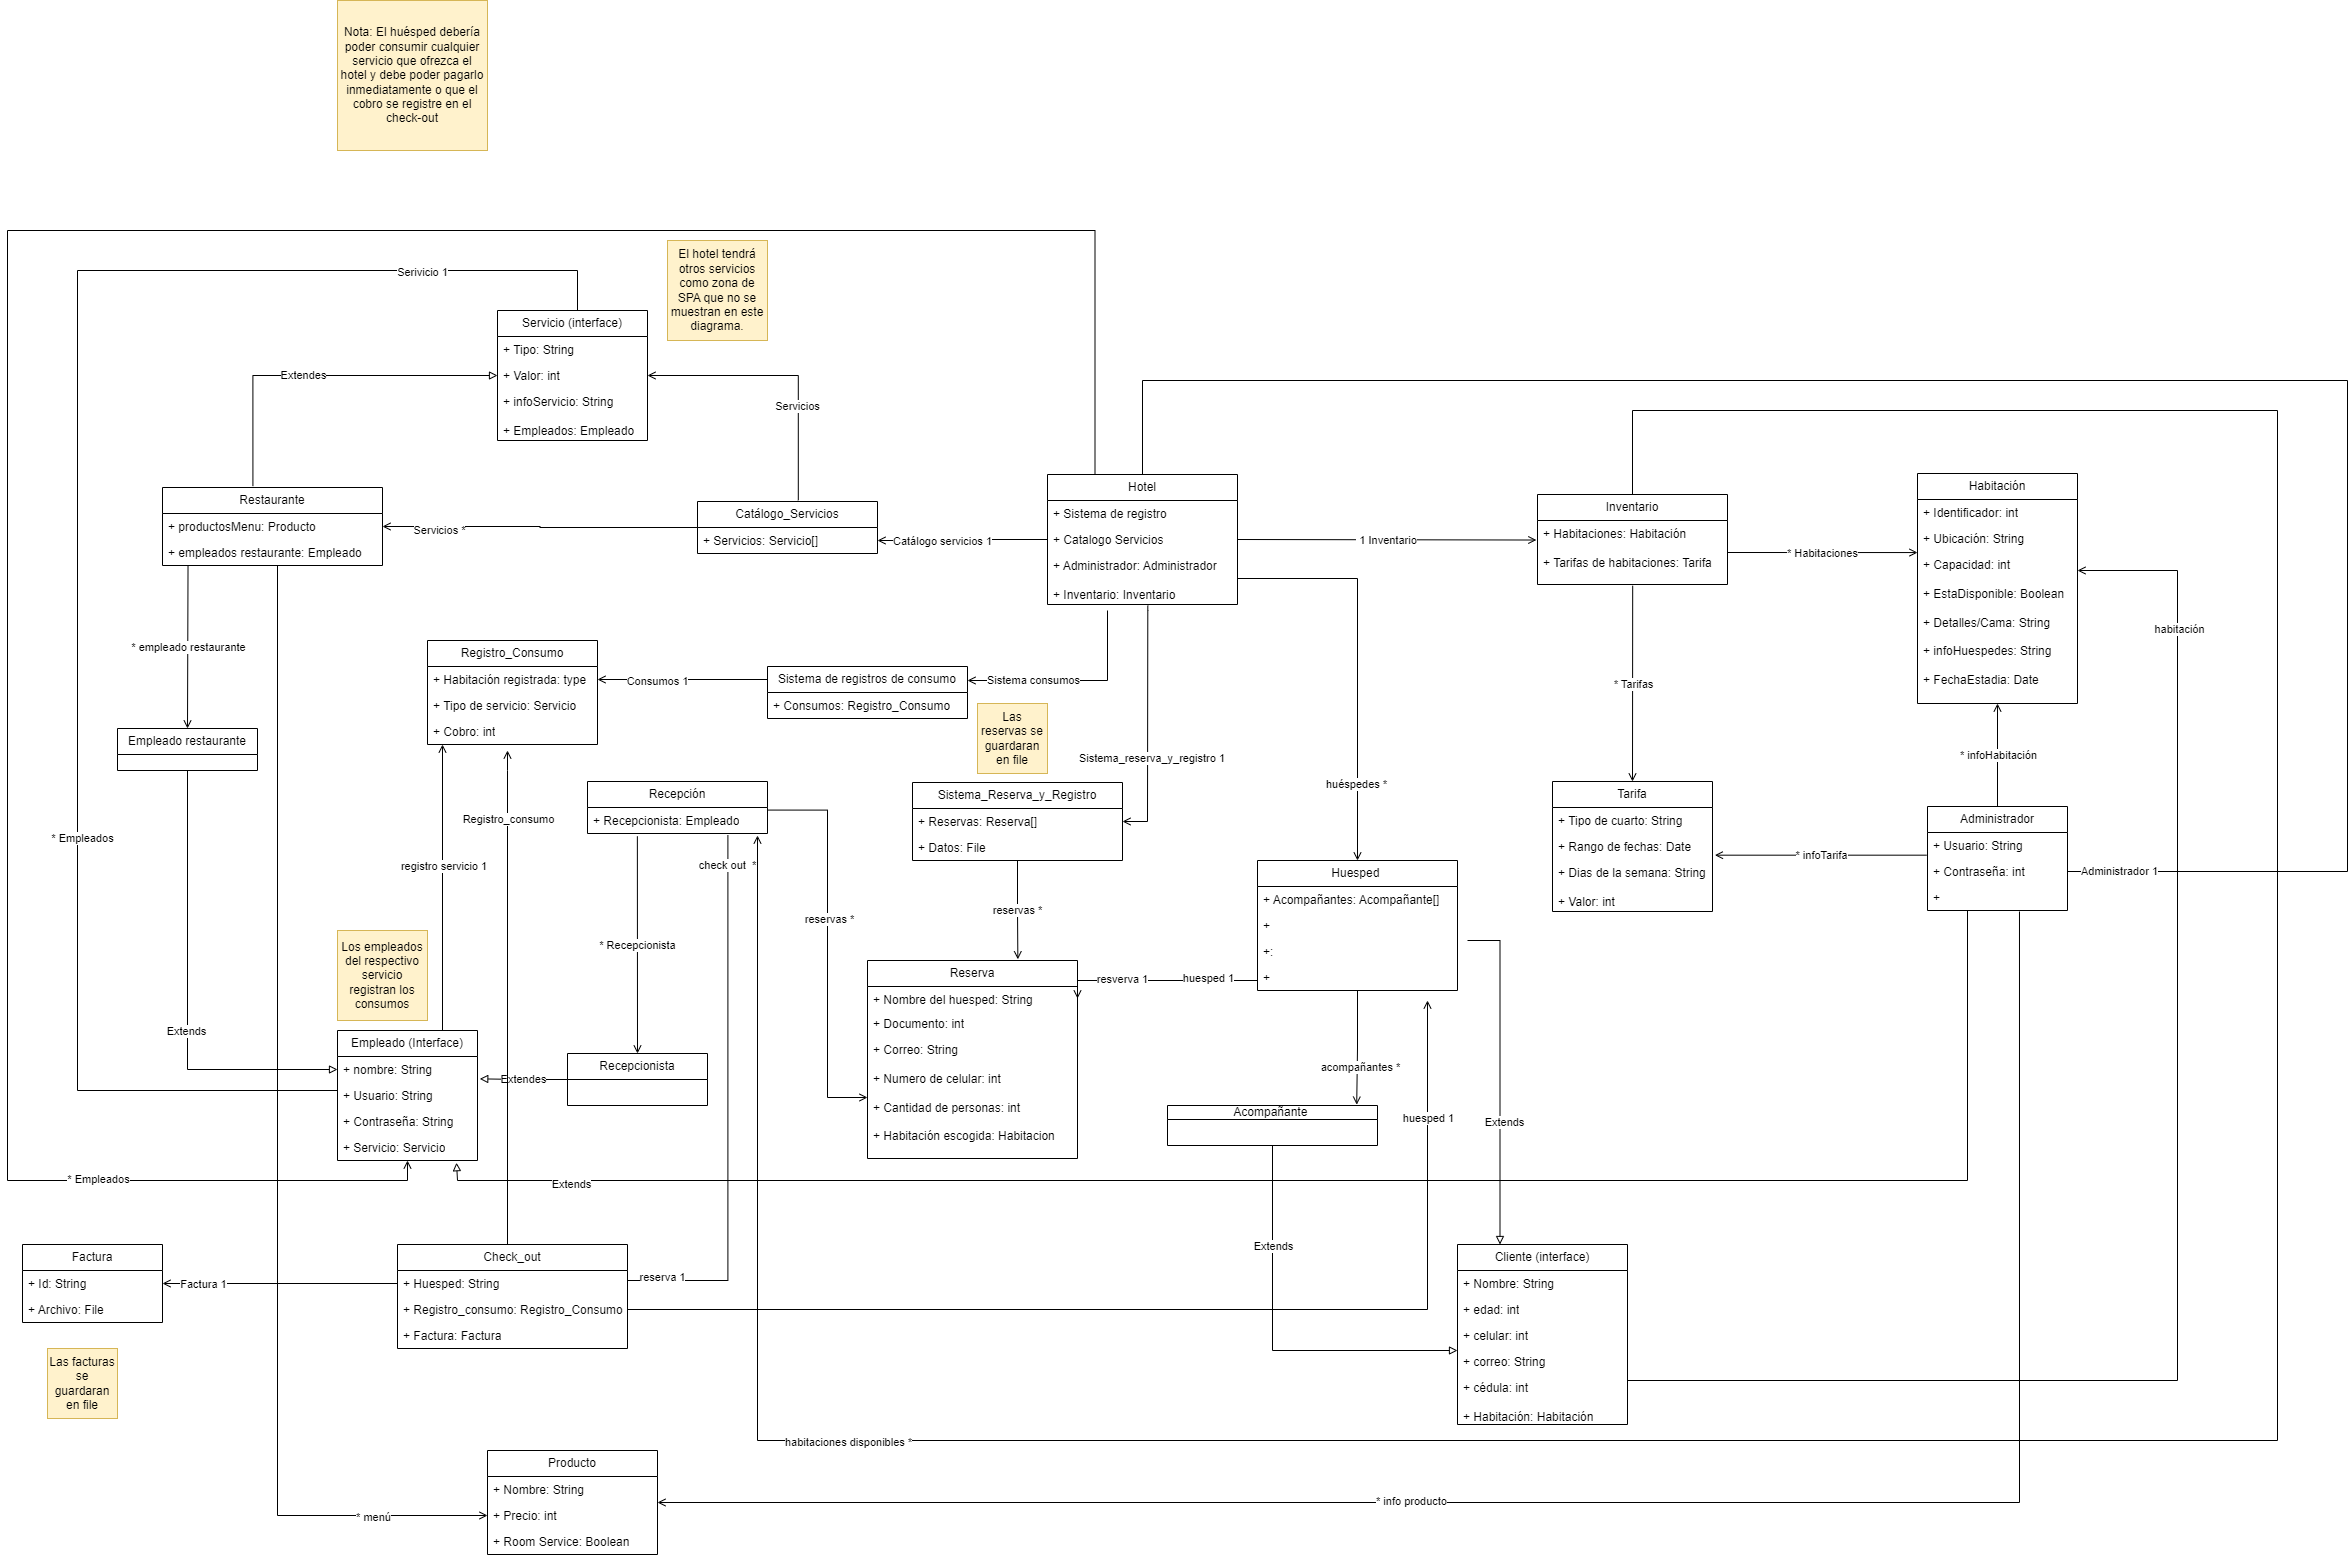 Nota: El huésped debería
poder consumir cualquier
servicio que ofrezca el
hotel y debe poder pagarlo
inmediatamente o que el
cobro se registre en el
check-out
Serivicio 1
El hotel tendrá
otros servicios
como zona de
SPA que no se
muestran en este
diagrama.
Servicio (interface)
+ Tipo: String
+ Valor: int
+ infoServicio: String
+ Empleados: Empleado
Extendes
Servicios
Restaurante
+ productosMenu: Producto
+ empleados restaurante: Empleado
Servicios *
Catálogo_Servicios
+ Servicios: Servicio[]
Catálogo servicios 1
Hotel
+ Sistema de registro
+ Catalogo Servicios
+ Administrador: Administrador
+ Inventario: Inventario
1 Inventario
Inventario
+ Habitaciones: Habitación
+ Tarifas de habitaciones: Tarifa
* Habitaciones
Habitación
+ Identificador: int
+ Ubicación: String
+ Capacidad: int
+ EstaDisponible: Boolean
+ Detalles/Cama: String
+ infoHuespedes: String
+ FechaEstadia: Date
habitación
* empleado restaurante
Registro_Consumo
+ Habitación registrada: type
+ Tipo de servicio: Servicio
+ Cobro: int
Consumos 1
Sistema de registros de consumo
+ Consumos: Registro_Consumo
Sistema consumos
Las
reservas se
guardaran
en file
* Tarifas
Empleado restaurante
Sistema_reserva_y_registro 1
* infoHabitación
huéspedes *
Recepción
+ Recepcionista: Empleado
Sistema_Reserva_y_Registro
+ Reservas: Reserva[]
+ Datos: File
Tarifa
+ Tipo de cuarto: String
+ Rango de fechas: Date
+ Dias de la semana: String
+ Valor: int
* infoTarifa
Administrador
+ Usuario: String
+ Contraseña: int
+
Administrador 1
* Empleados
Registro_consumo
registro servicio 1
check out  *
reservas *
reservas *
* Recepcionista
Huesped
+ Acompañantes: Acompañante[]
+
+:
+
Los empleados
del respectivo
servicio
registran los
consumos
Reserva
+ Nombre del huesped: String
+ Documento: int
+ Correo: String
+ Numero de celular: int
+ Cantidad de personas: int
+ Habitación escogida: Habitacion
resverva 1
huesped 1
Extends
Empleado (Interface)
+ nombre: String
+ Usuario: String
+ Contraseña: String
+ Servicio: Servicio
Extendes
Recepcionista
acompañantes *
Acompañante
huesped 1
Extends
* Empleados
Extends
Extends
Factura
+ Id: String
+ Archivo: File
Factura 1
Check_out
+ Huesped: String
+ Registro_consumo: Registro_Consumo
+ Factura: Factura
reserva 1
Cliente (interface)
+ Nombre: String
+ edad: int
+ celular: int
+ correo: String
+ cédula: int
+ Habitación: Habitación
Las facturas
se
guardaran
en file
habitaciones disponibles *
Producto
+ Nombre: String
+ Precio: int
+ Room Service: Boolean
* menú
* info producto